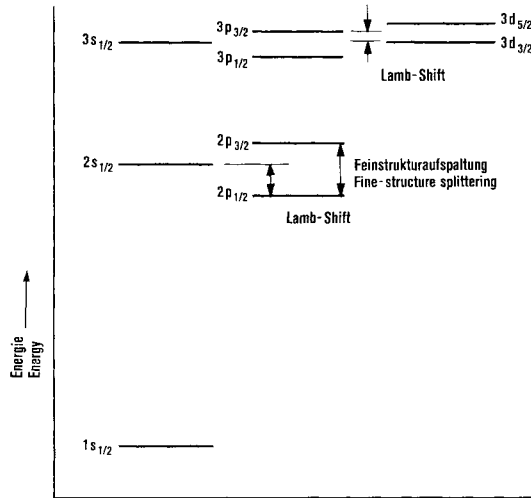 3p3/2
3d5/2
3s1/2
3d3/2
3p1/2
Lamb-Shift
2p3/2
2s1/2
Feinstrukturaufspaltung
Fine-structure splittering
2p1/2
Lamb-Shift
Energie
Energy
1s1/2